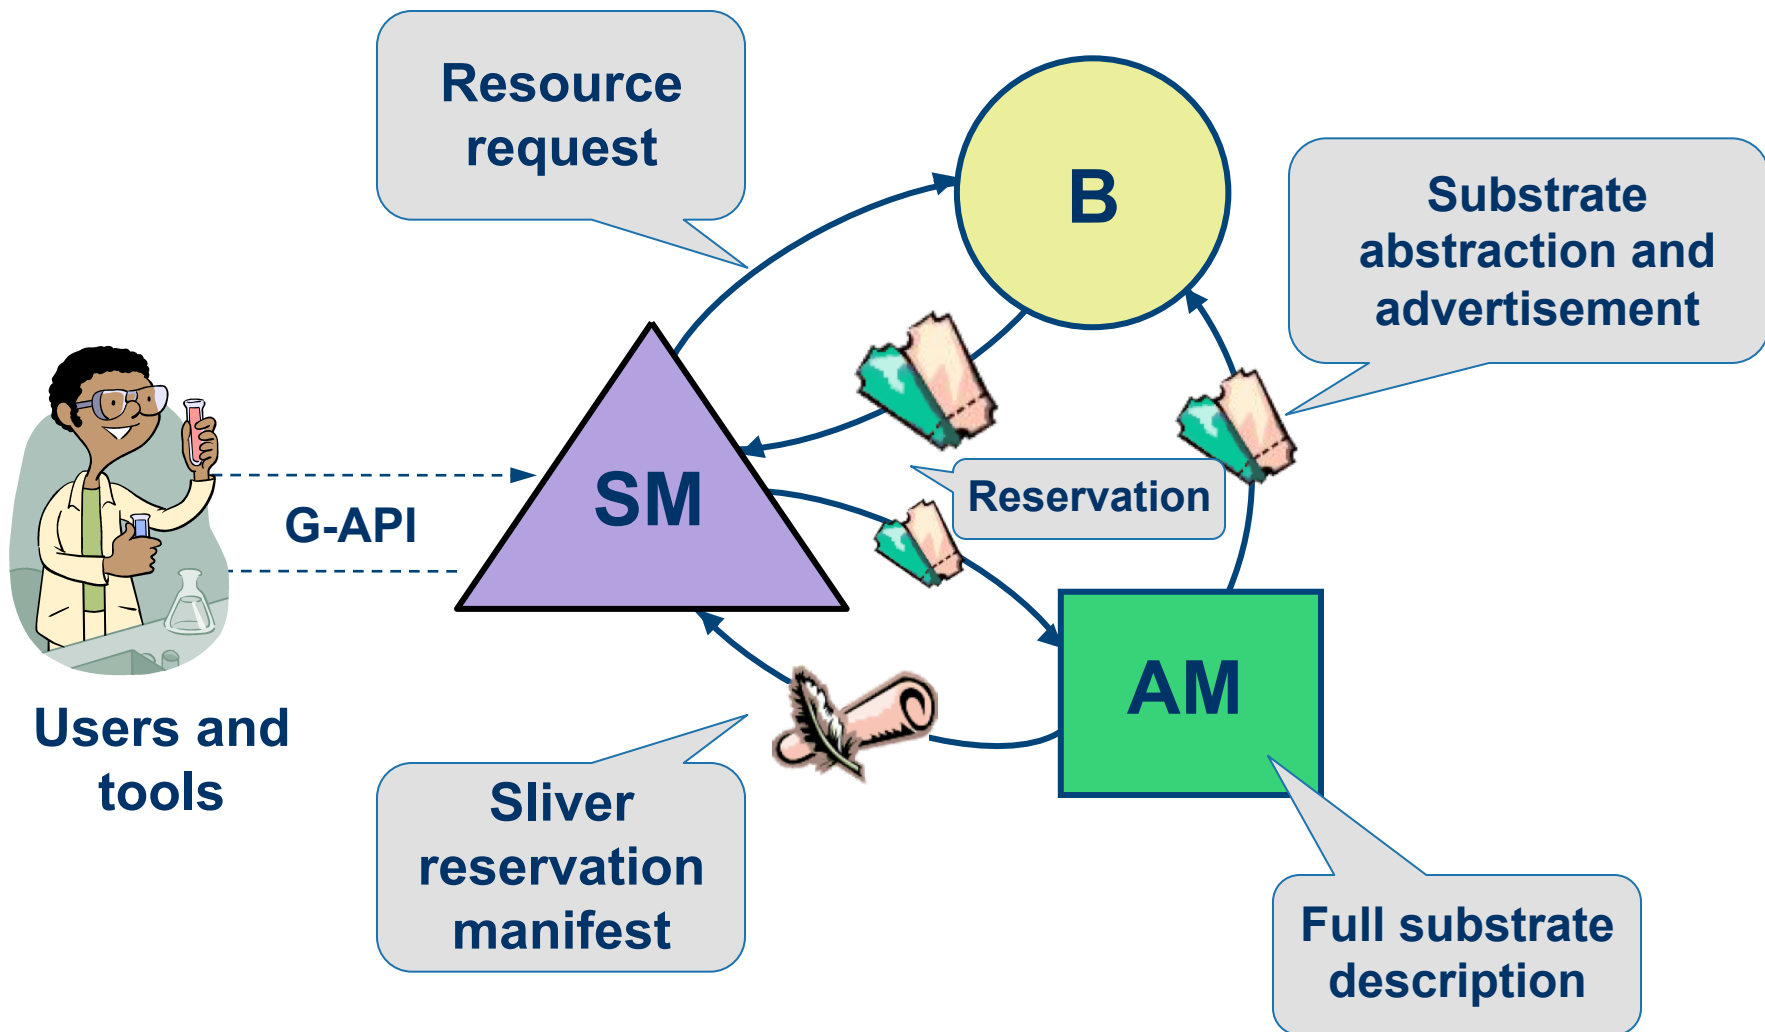 Resource
request
B
Substrate
abstraction and
advertisement
SM
Reservation
G-API
AM
Users and
tools
Sliver
reservation
manifest
Full substrate
description